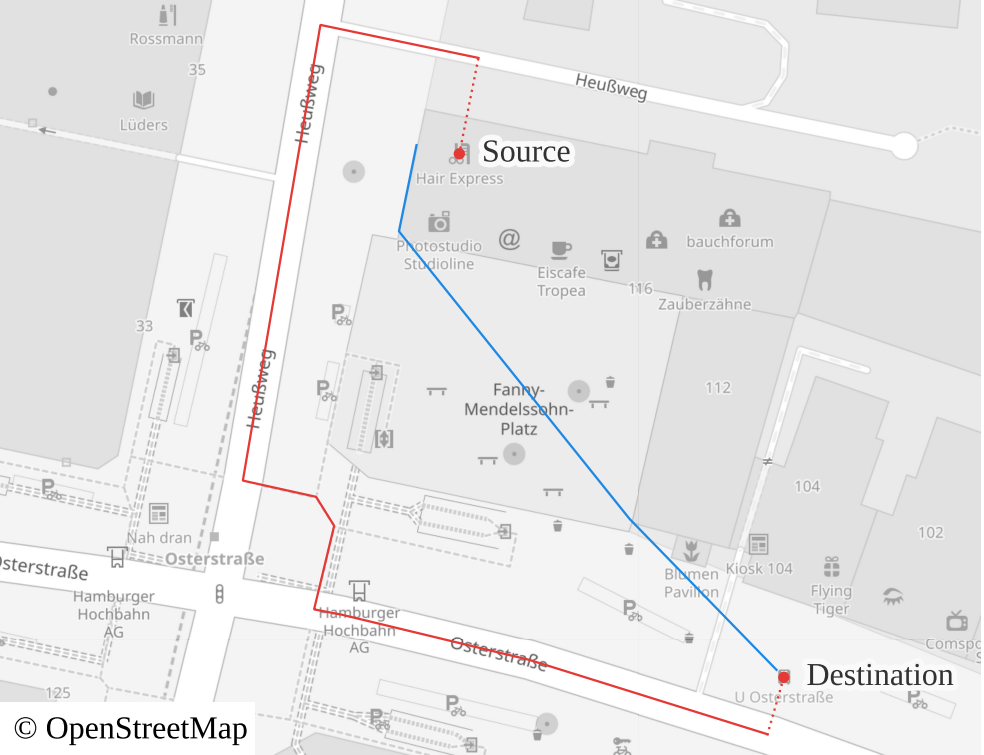 Rossmann
35
Heußweg
Heußweg
Lüders
Source
Hair Express
Photostudio
Studioline
@
Eiscafe
Tropea
bauchforum
116
Zauberzähne
33
P
P
P
Heußweg
112
Fanny-
Mendelssohn-
Platz
104
P
Nah dran
Osterstraße
Osterstraße
102
Kiosk 104
Blumen
Pavillon
Flying
Tiger
Hamburger
Hochbahn
AG
Hamburger
Hochbahn
AG
P
Osterstraße
Comspo
Destination
U Osterstraße
125
P
P
P
© OpenStreetMap